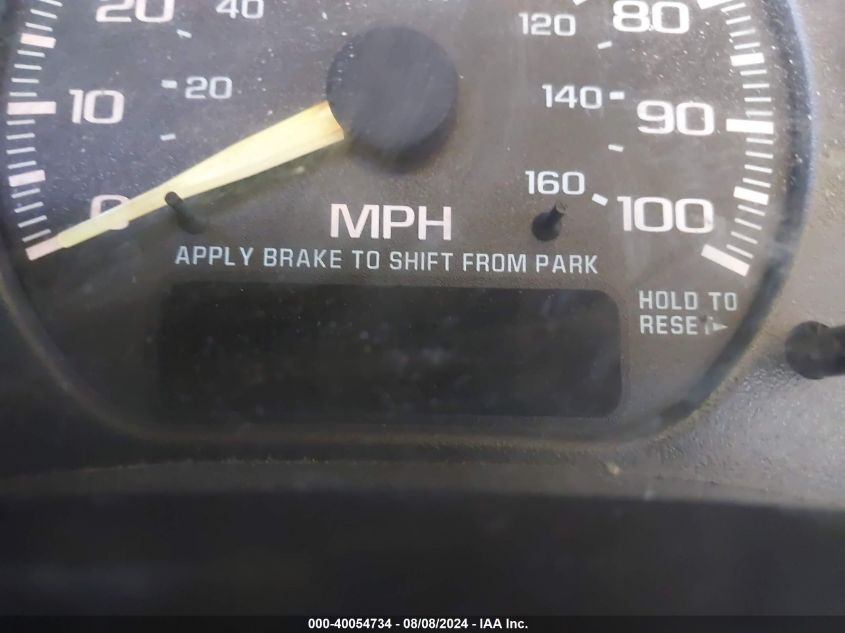 20 40
10 20
0
120 80
140 90
160 100
MPH
APPLY BRAKE TO SHIFT FROM PARK
HOLD TO
RESET
000-40054734 - 08/08/2024 - IAA Inc.